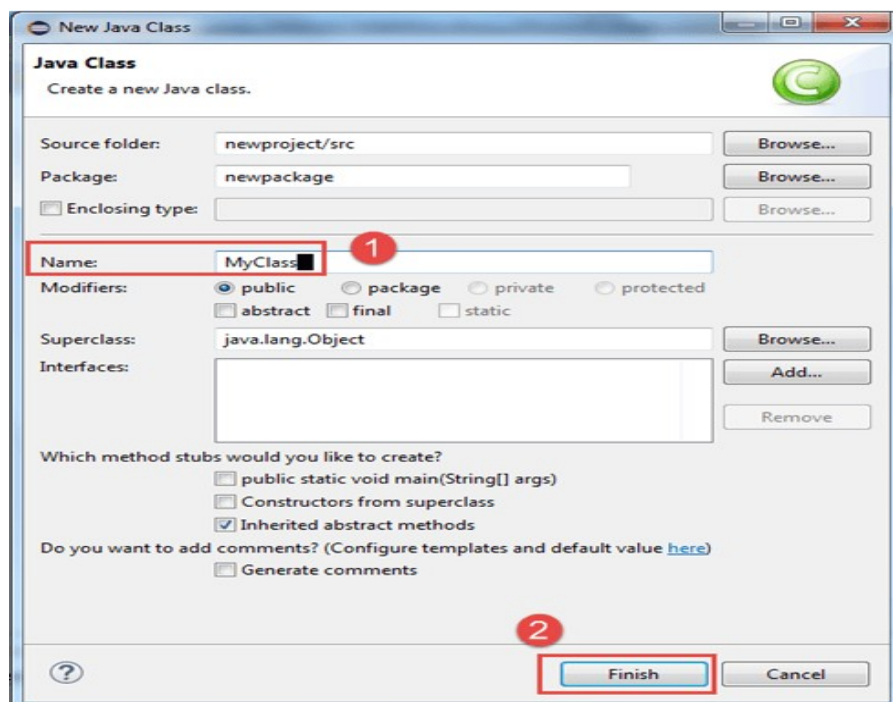 New Java Class
Java Class
Create a new Java class.
C
Source folder: newproject/src Browse...
Package: newpackage Browse...
Enclosing type: Browse...
Name: MyClass 1
Modifiers: public package private protected
abstract final static
Superclass: java.lang.Object Browse...
Interfaces: Add...
Remove
Which method stubs would you like to create?
public static void main(String[] args)
Constructors from superclass
Inherited abstract methods
Do you want to add comments? (Configure templates and default value here)
Generate comments
2
? Finish Cancel